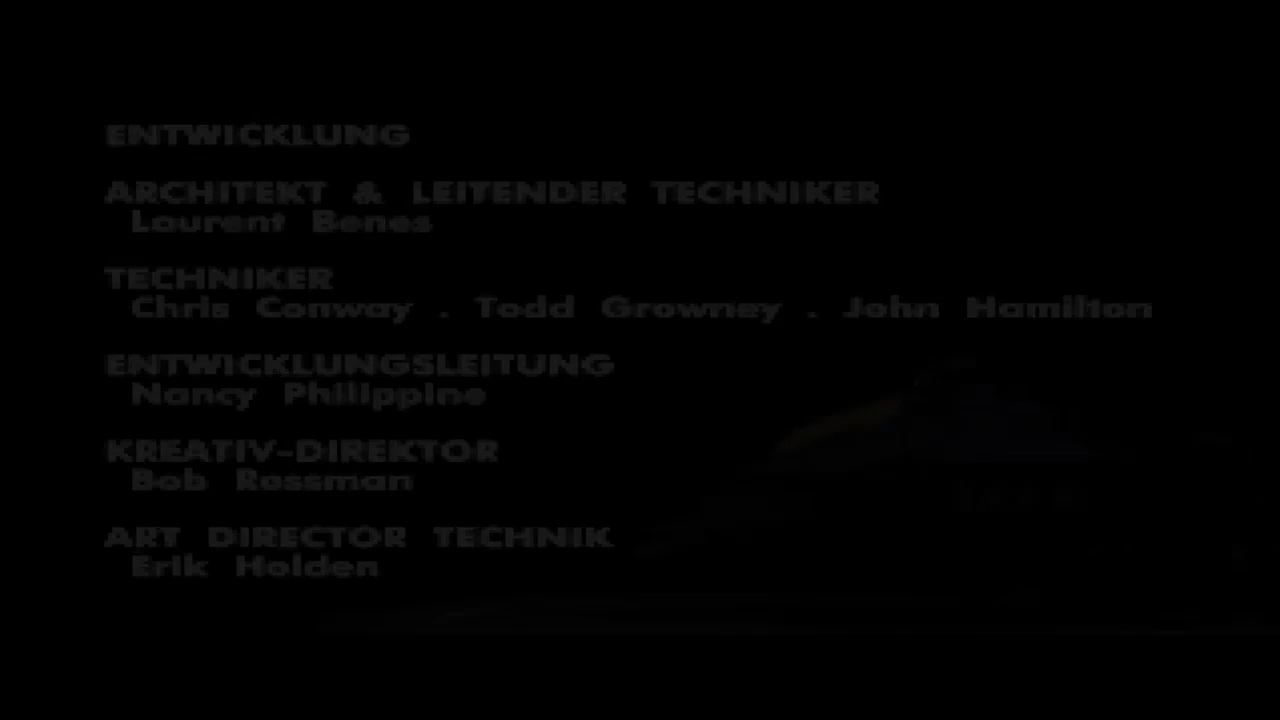 ENTWICKLUNG
ARCHITEKT & LEITENDER TECHNIKER
Laurent Benes
TECHNIKER
Chris Conway . Todd Growney . John Hamilton
ENTWICKLUNGSLEITUNG
Nancy Philippine
KREATIV-DIREKTOR
Bob Rossman
ART DIRECTOR TECHNIK
Erik Holden